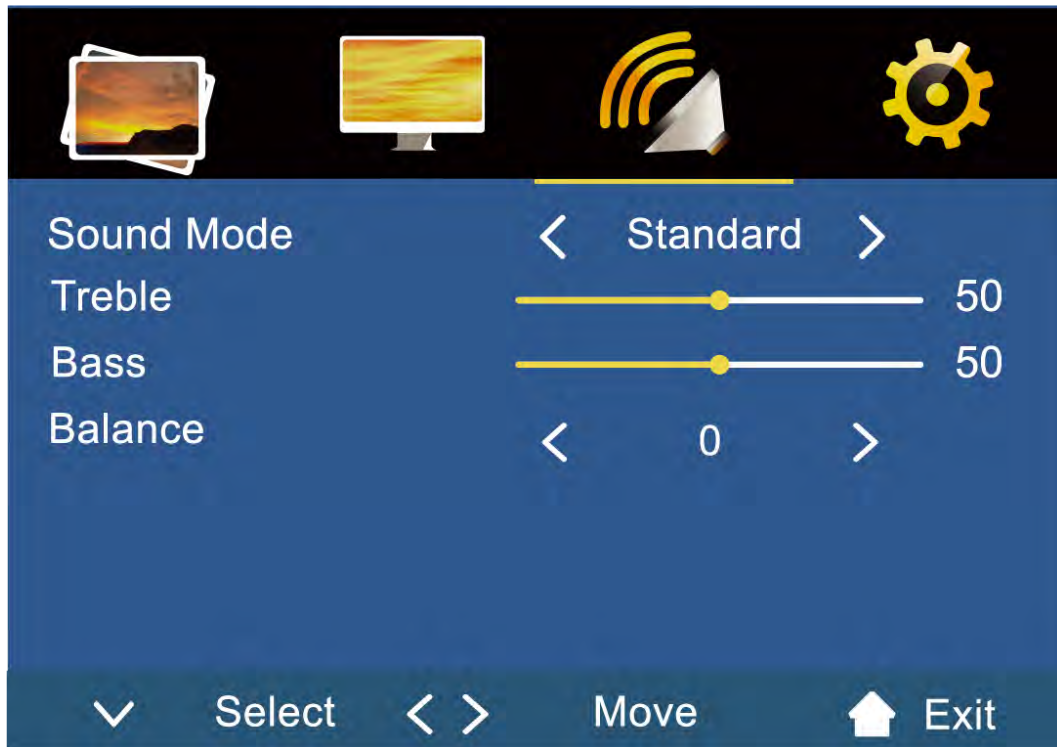 Sound Mode Standard
Treble 50
Bass 50
Balance 0
Select Move Exit